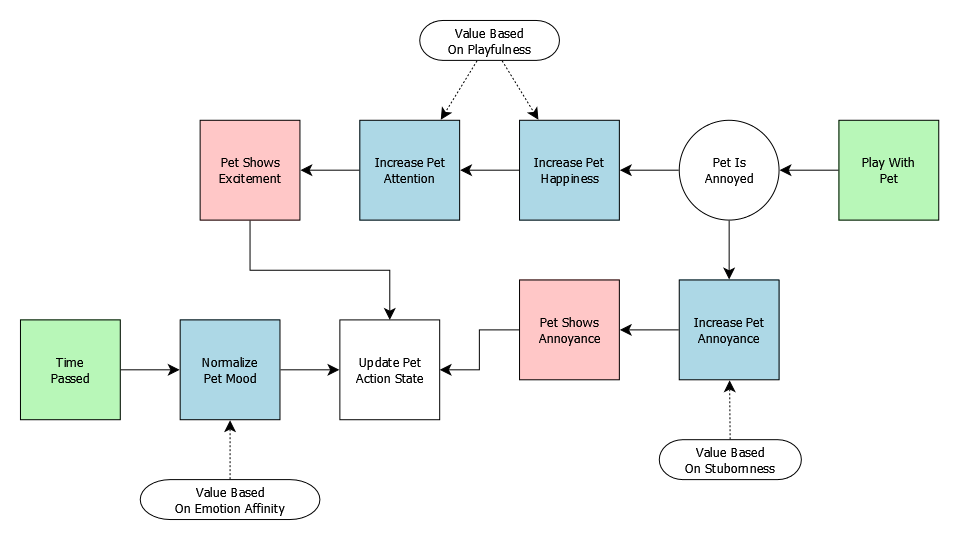 Value Based
On Playfulness
Pet Shows
Excitement
Increase Pet
Attention
Increase Pet
Happiness
Pet Is
Annoyed
Play With
Pet
Time
Passed
Normalize
Pet Mood
Update Pet
Action State
Pet Shows
Annoyance
Increase Pet
Annoyance
Value Based
On Emotion Affinity
Value Based
On Stubornness